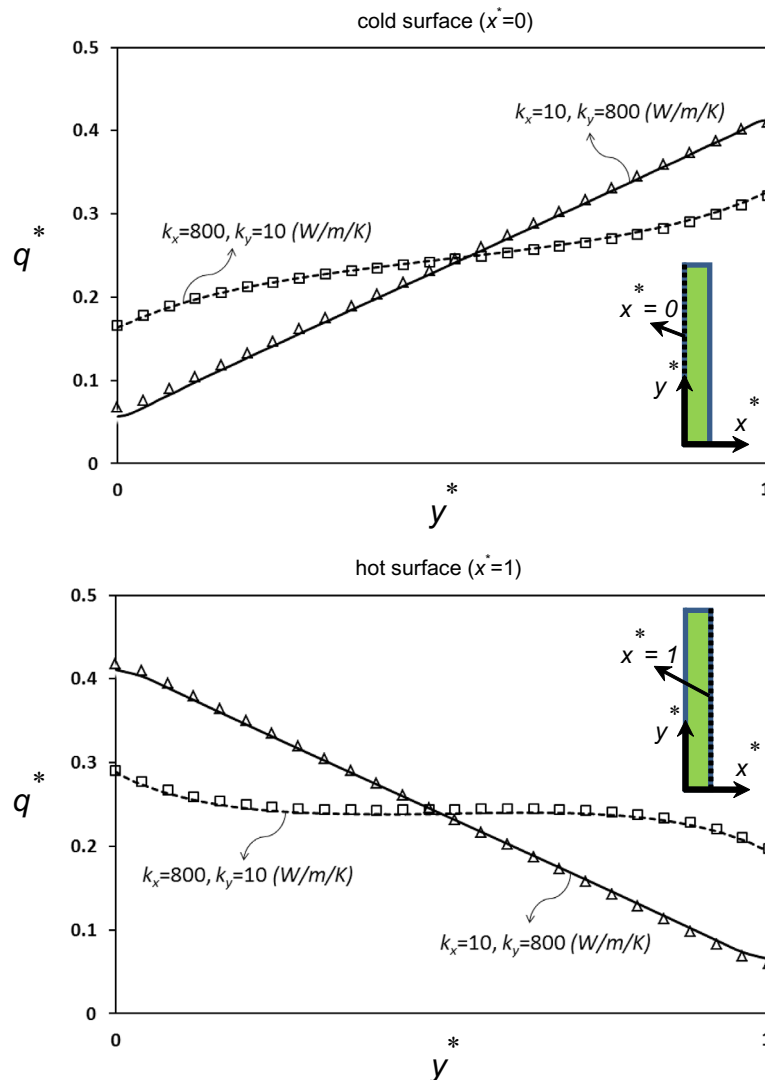 cold surface (x*=0)
0.5
kx=10, ky=800 (W/m/K)
0.4
0.3
kx=800, ky=10 (W/m/K)
q*
x* = 0
0.2
y*
0.1
x*
0
0
1
y*
hot surface (x*=1)
0.5
0.4
x* = 1
0.3
y*
x*
q*
0.2
kx=800, ky=10 (W/m/K)
kx=10, ky=800 (W/m/K)
0.1
0
0
1
y*